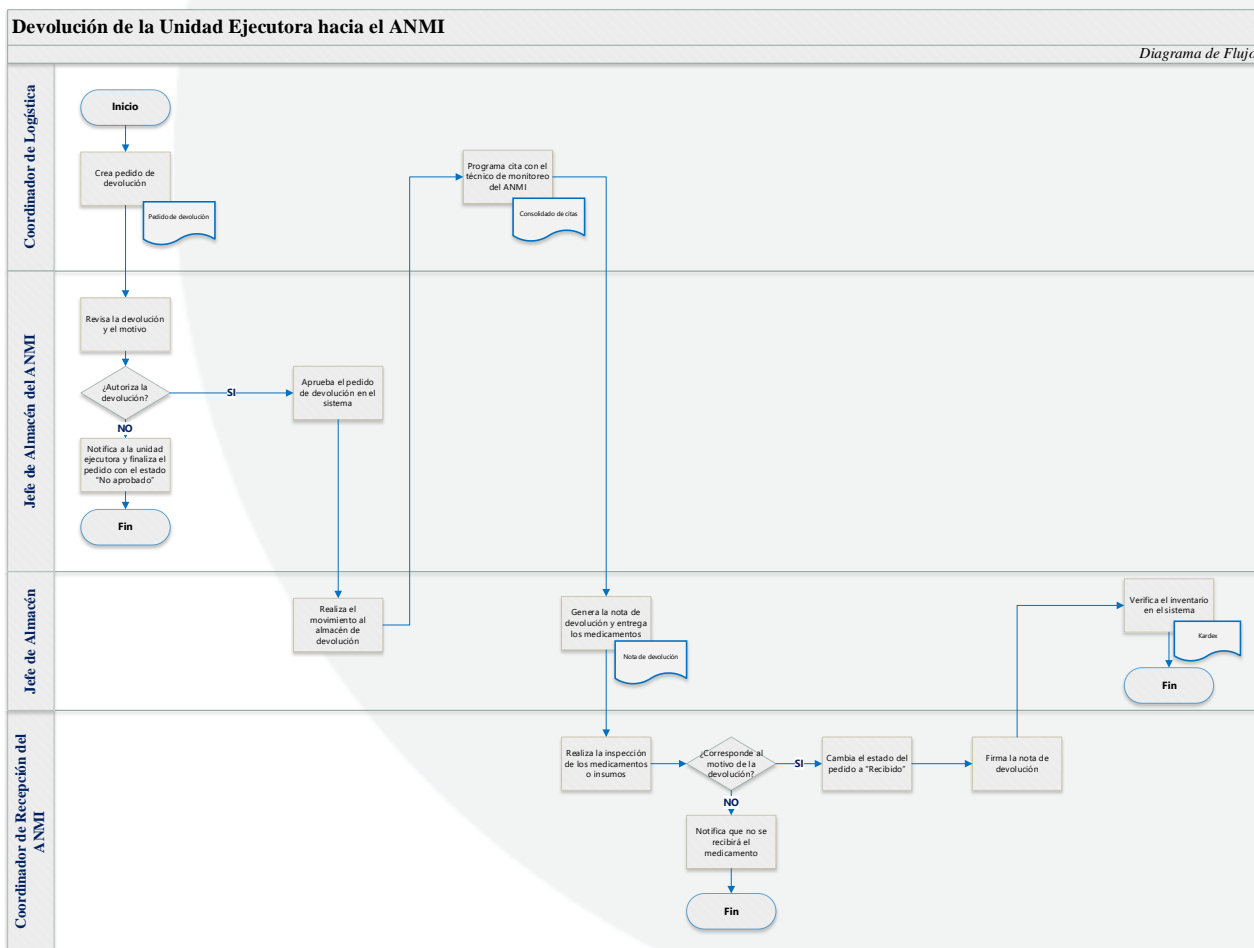 Devolución de la Unidad Ejecutora hacia el ANMI
Diagrama de Flujo
Coordinador de Logística
Inicio
Crea pedido de
devolución
Pedido de devolución
Programa cita con el
técnico de monitoreo
del ANMI
Consolidado de citas
Jefe de Almacén del ANMI
Revisa la devolución
y el motivo
¿Autoriza la
devolución?
SI
Aprueba el pedido
de devolución en el
sistema
NO
Notifica a la unidad
ejecutora y finaliza el
pedido con el estado
"No aprobado"
Fin
Jefe de Almacén
Realiza el
movimiento al
almacén de
devolución
Genera la nota de
devolución y entrega
los medicamentos
Nota de devolución
Verifica el inventario
en el sistema
Kardex
Fin
Coordinador de Recepción del
ANMI
Realiza la inspección
de los medicamentos
o insumos
¿Corresponde al
motivo de la
devolución?
SI
Cambia el estado del
pedido a "Recibido"
Firma la nota de
devolución
NO
Notifica que no se
recibirá el
medicamento
Fin